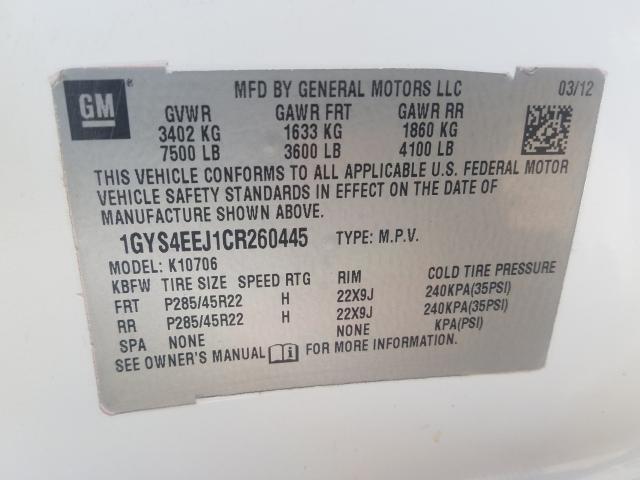 GM ® MFD BY GENERAL MOTORS LLC 03/12
GVWR GAWR FRT GAWR RR
3402 KG 1633 KG 1860 KG
7500 LB 3600 LB 4100 LB
THIS VEHICLE CONFORMS TO ALL APPLICABLE U.S. FEDERAL MOTOR
VEHICLE SAFETY STANDARDS IN EFFECT ON THE DATE OF
MANUFACTURE SHOWN ABOVE.
1GYS4EEJ1CR260445 TYPE: M.P.V.
MODEL: K10706
KBFW TIRE SIZE SPEED RTG RIM COLD TIRE PRESSURE
FRT P285/45R22 H 22X9J 240KPA(35PSI)
RR P285/45R22 H 22X9J 240KPA(35PSI)
SPA NONE NONE KPA(PSI)
SEE OWNER'S MANUAL i FOR MORE INFORMATION.